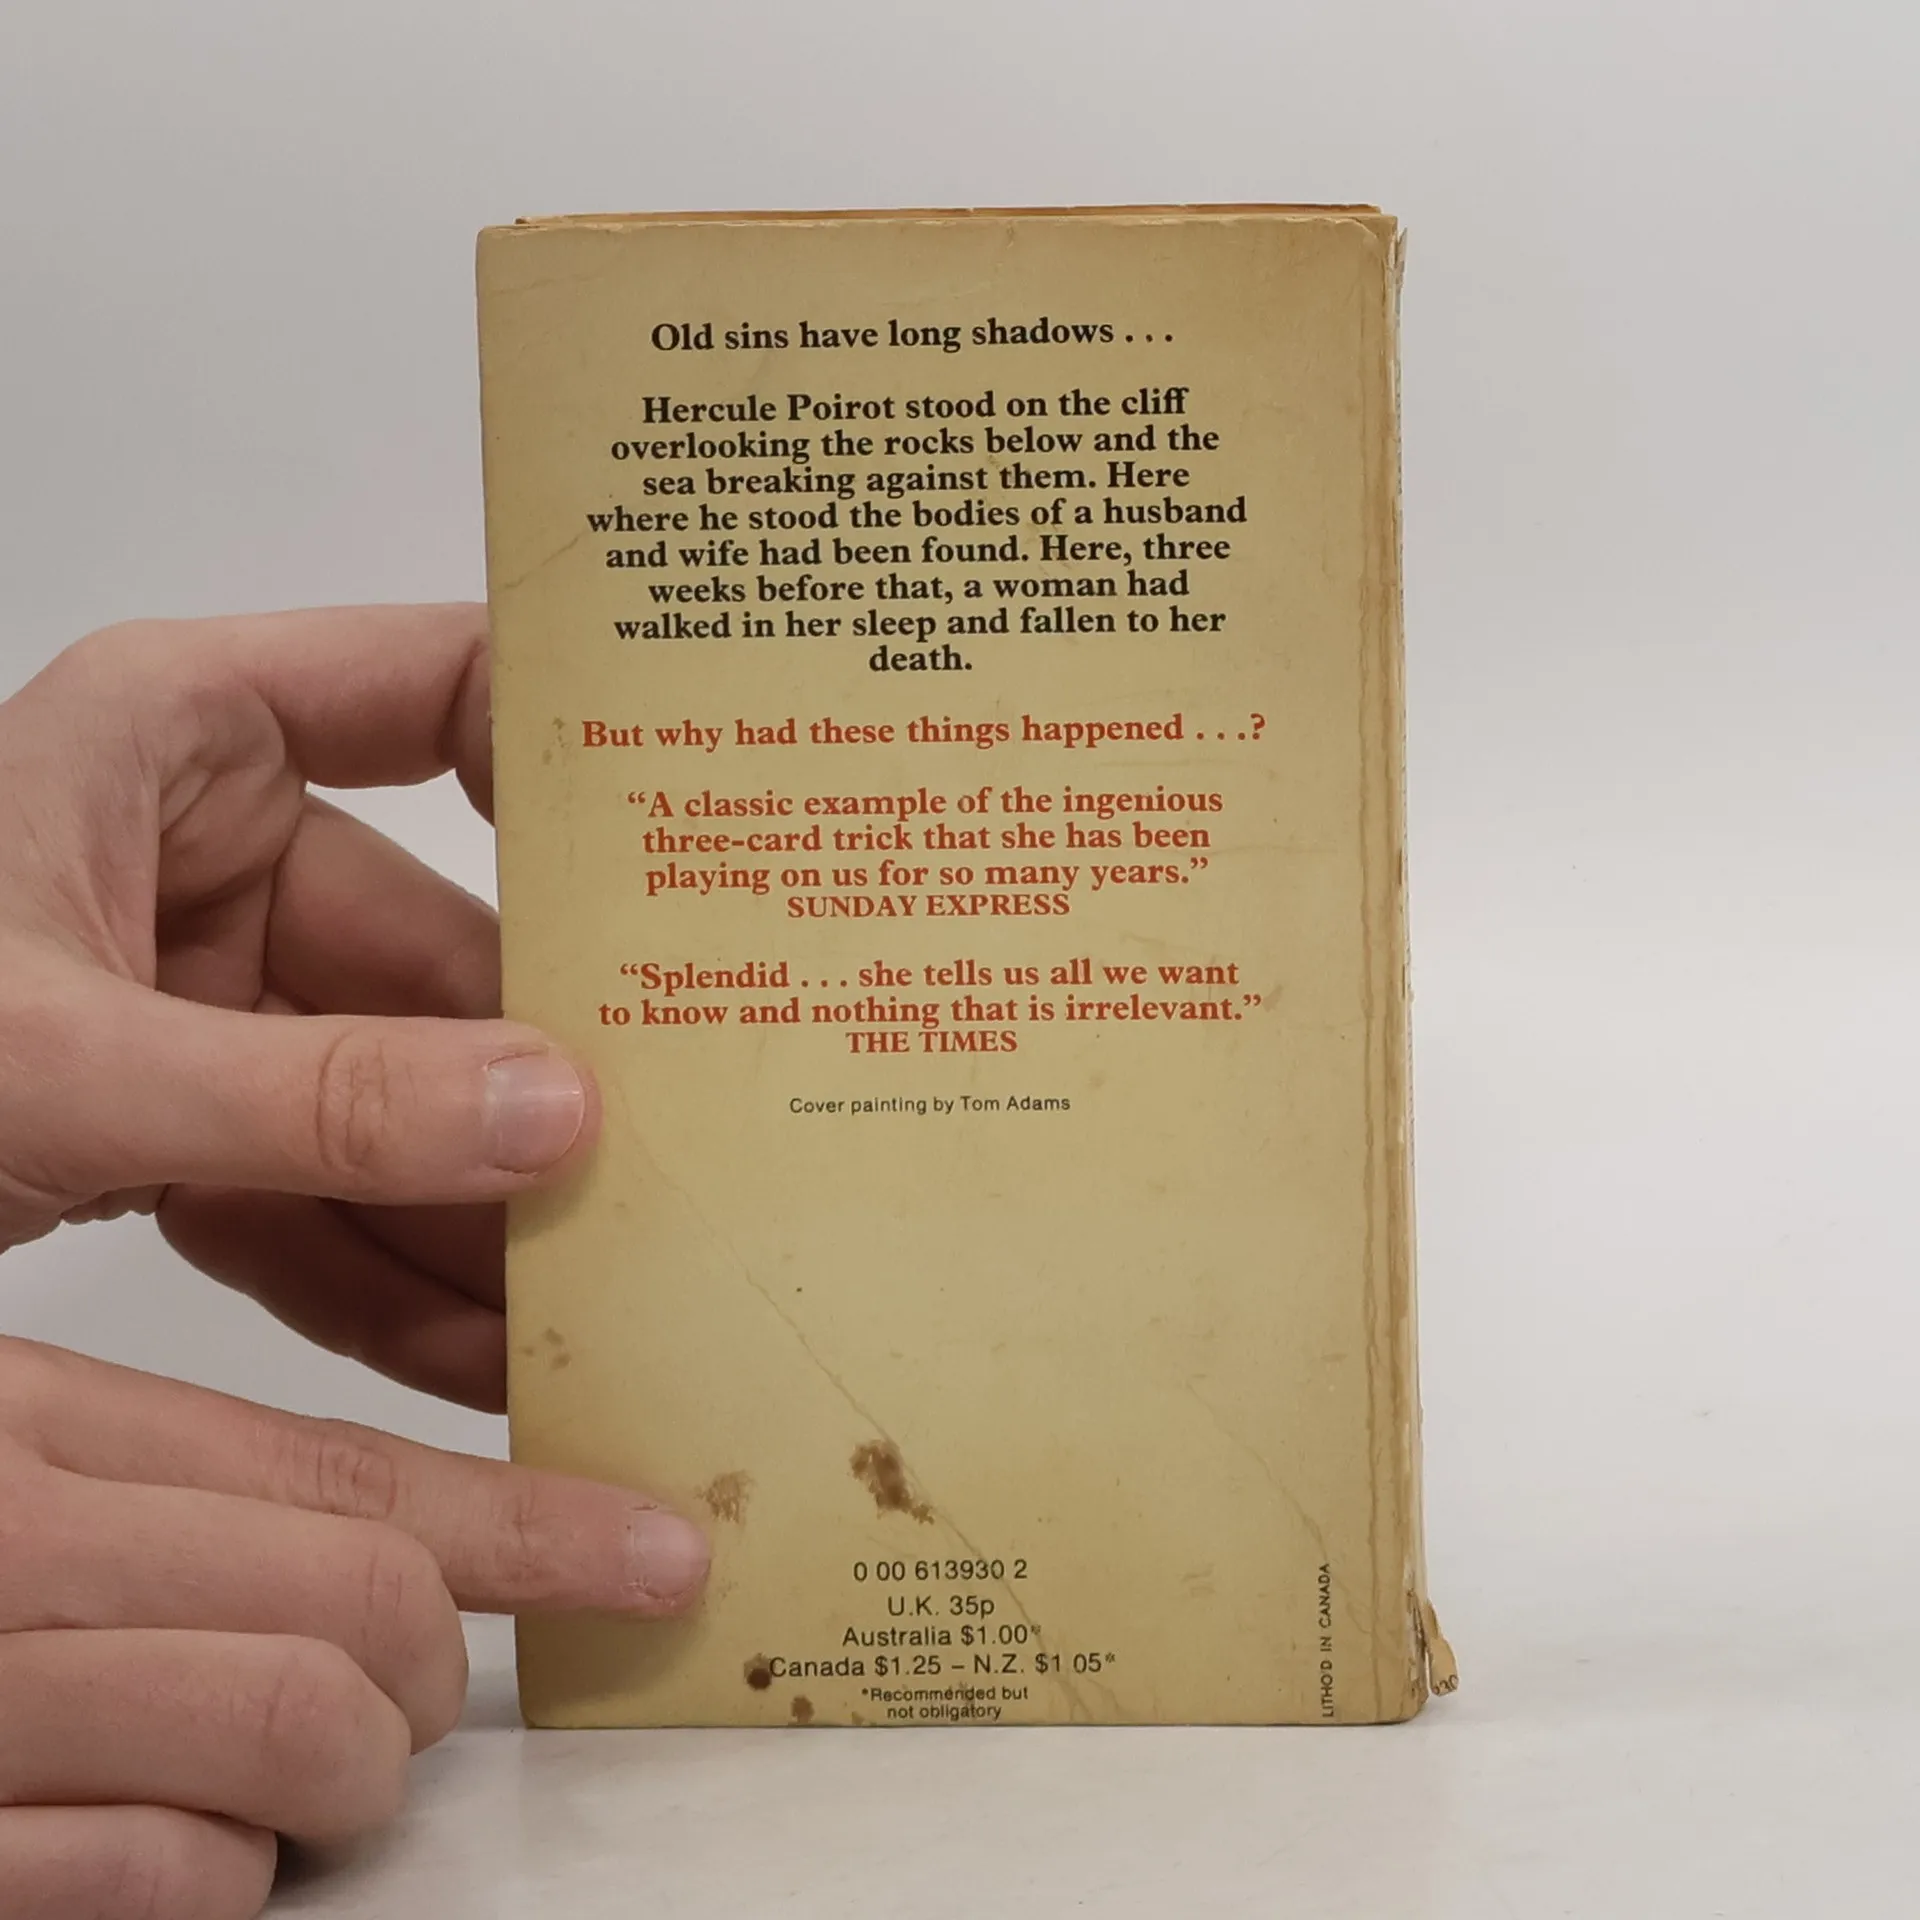 Old sins have long shadows . . .
Hercule Poirot stood on the cliff
overlooking the rocks below and the
sea breaking against them. Here
where he stood the bodies of a husband
and wife had been found. Here, three
weeks before that, a woman had
walked in her sleep and fallen to her
death.
But why had these things happened . . .?
“A classic example of the ingenious
three-card trick that she has been
playing on us for so many years.”
SUNDAY EXPRESS
“Splendid . . . she tells us all we want
to know and nothing that is irrelevant.”
THE TIMES
Cover painting by Tom Adams
0 00 613930 2
U.K. 35p
Australia $1.00*
Canada $1.25 – N.Z. $1 05*
*Recommended but
not obligatory
LITHO'D IN CANADA